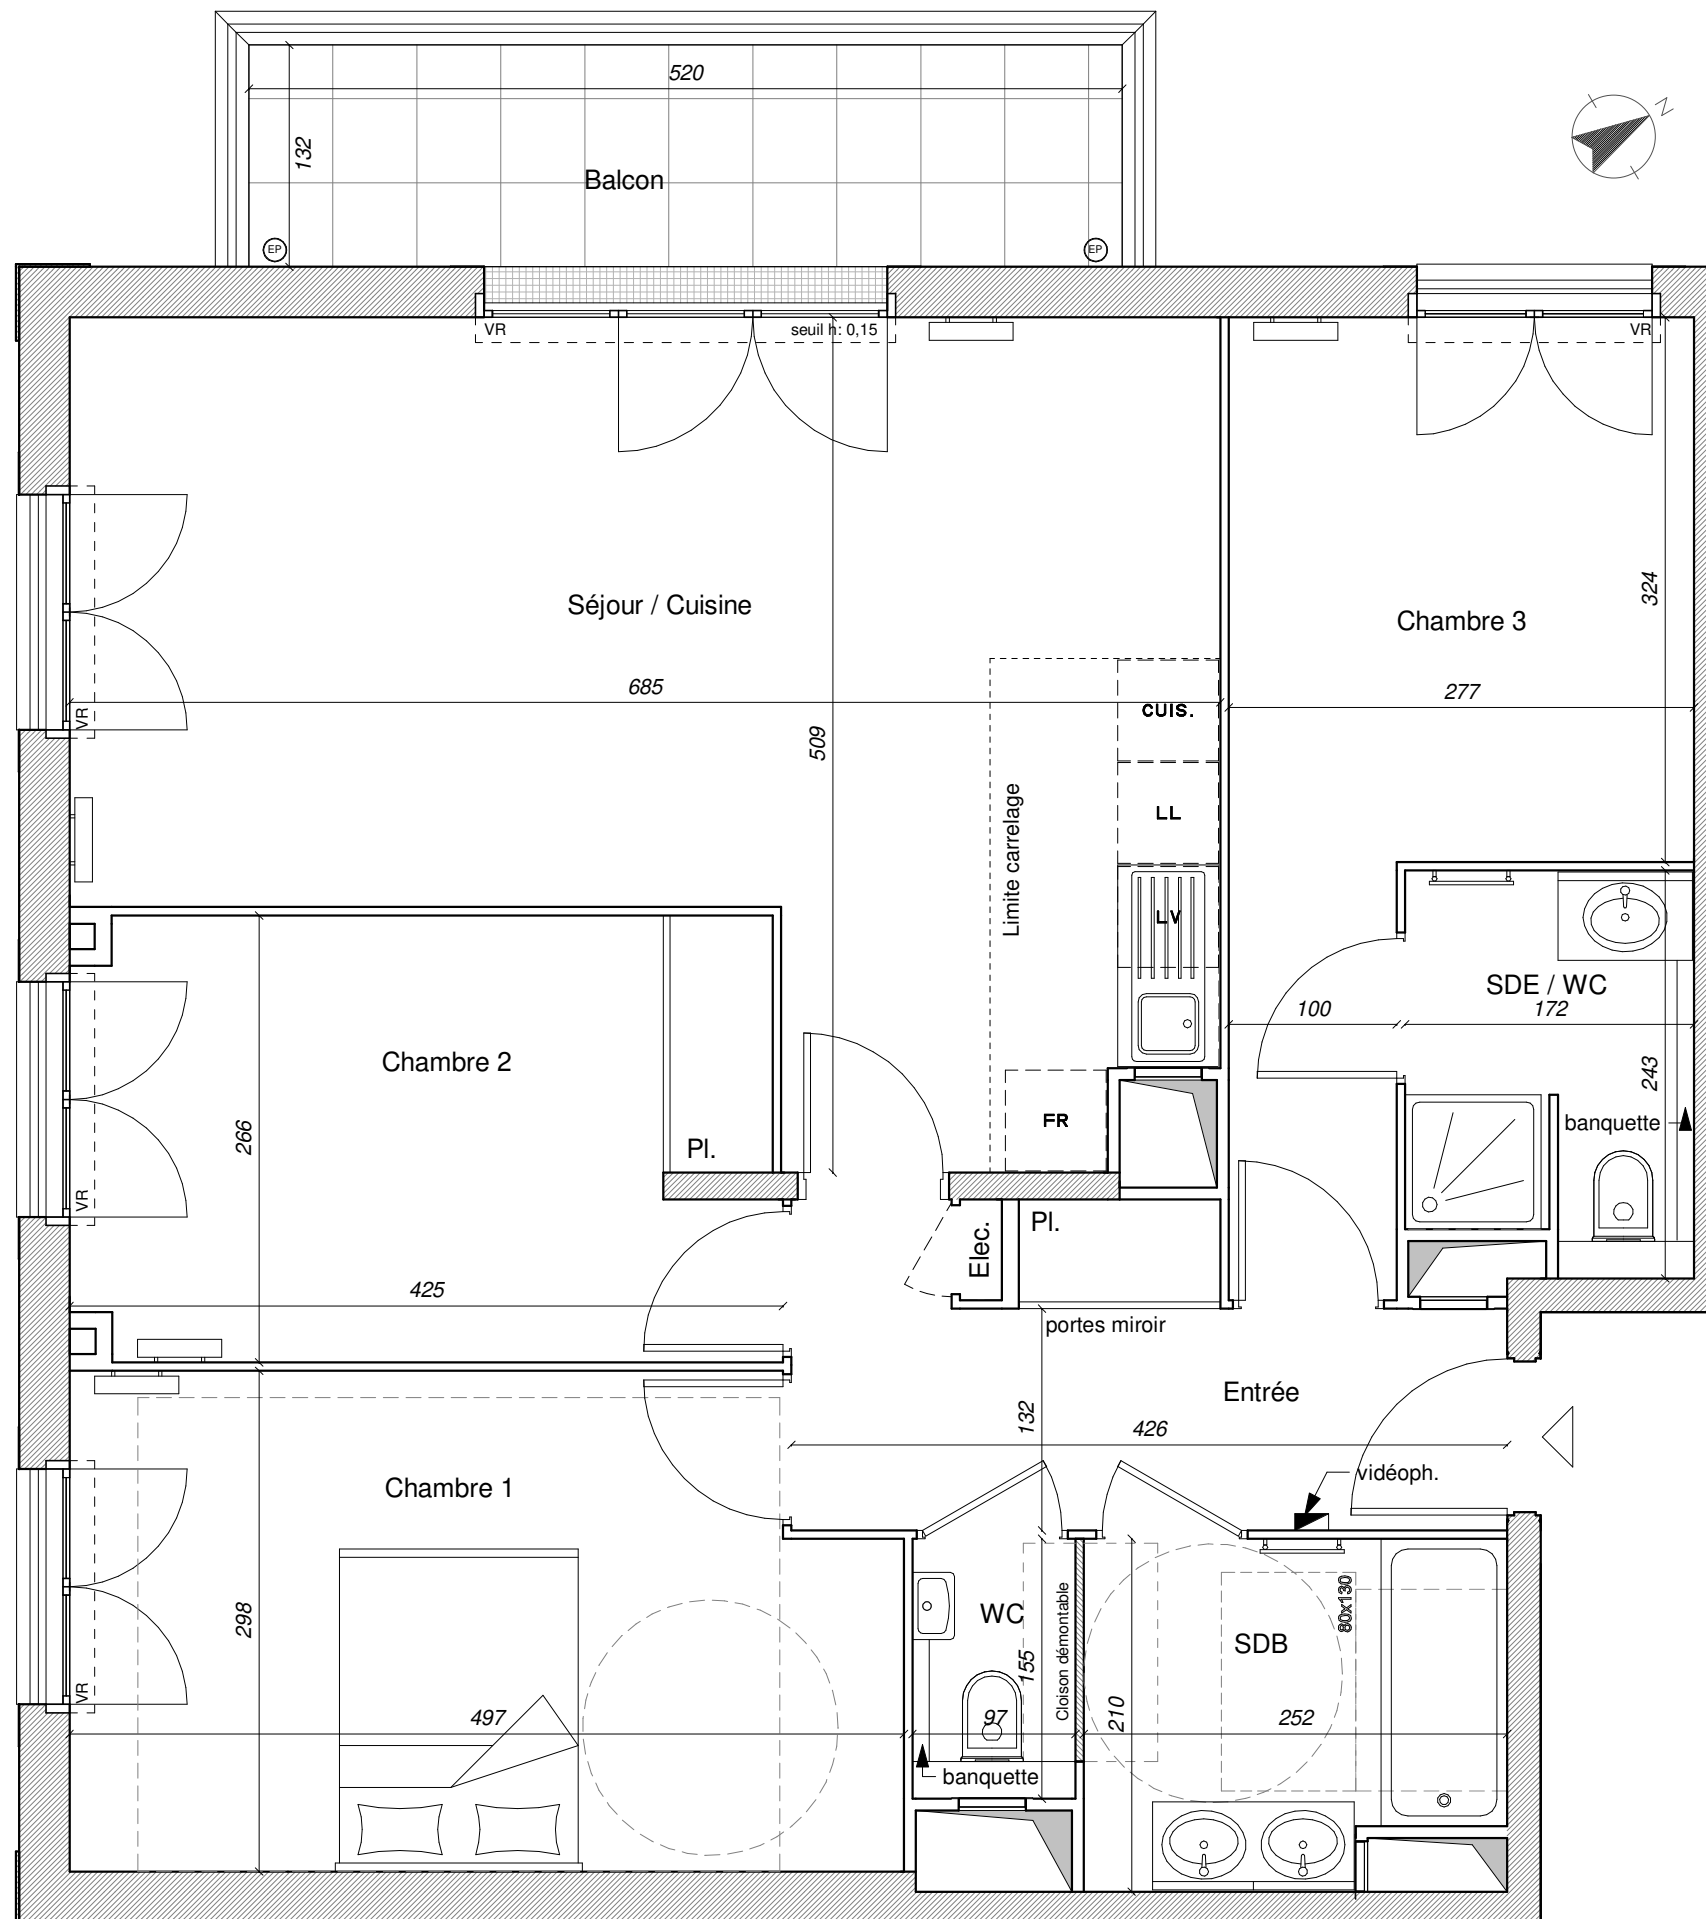 520
N
132
Balcon
EP
EP
VR
seuil h: 0,15
VR
Séjour / Cuisine
324
Chambre 3
685
277
CUIS.
VR
509
Limite carrelage
LL
LV
SDE / WC
100
172
Chambre 2
243
266
FR
banquette
Pl.
VR
Elec.
Pl.
425
portes miroir
Entrée
132
426
vidéoph.
Chambre 1
298
WC
Cloison démontable
80x130
SDB
155
VR
210
497
97
252
banquette